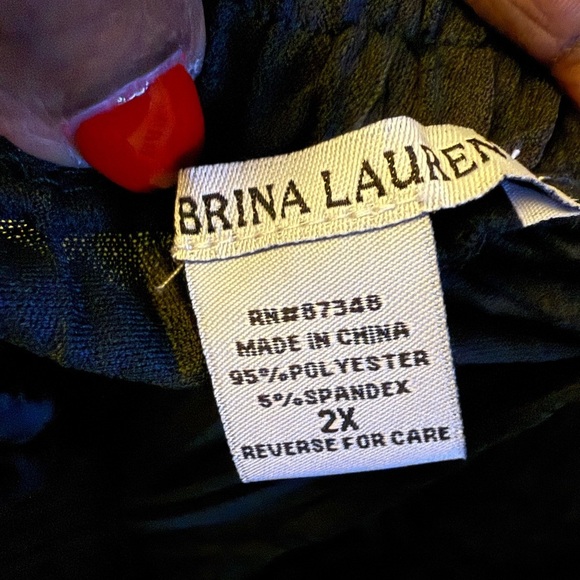 BRINA LAUREN
RN#87348
MADE IN CHINA
95%POLYESTER
5%SPANDEX
2X
REVERSE FOR CARE